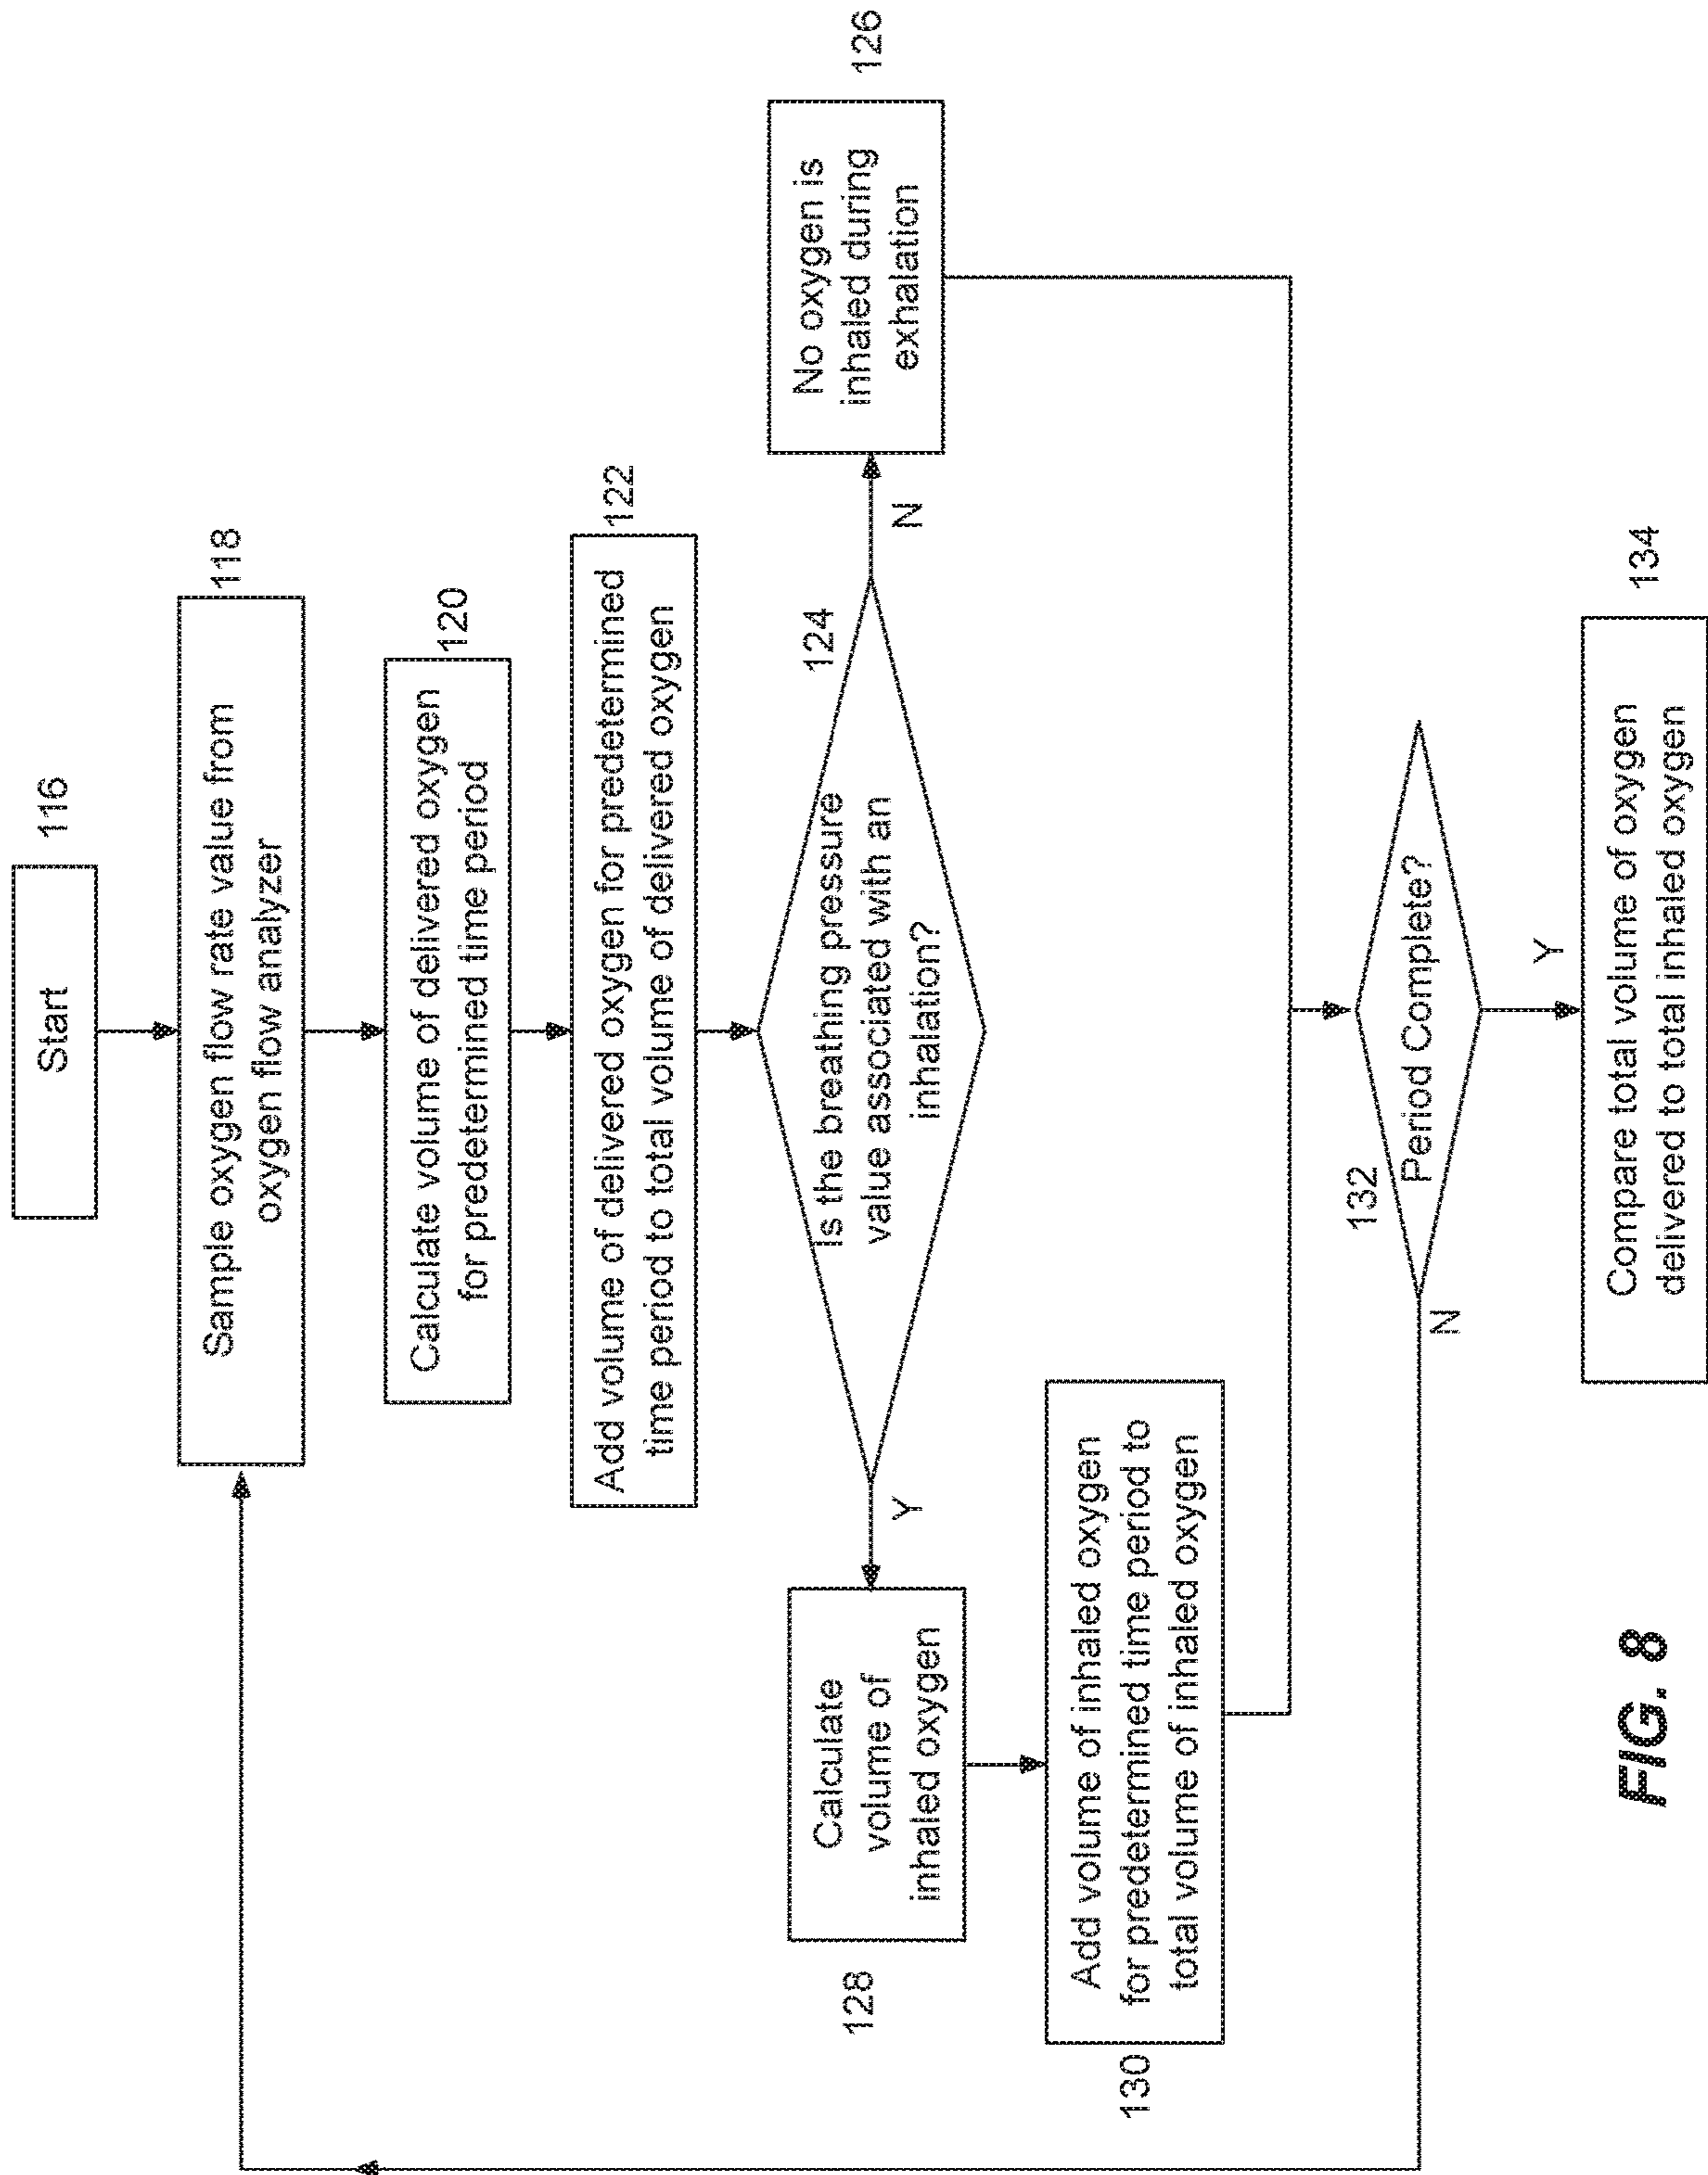 Start
116
Sample oxygen flow rate value from
oxygen flow analyzer
118
Calculate volume of delivered oxygen
for predetermined time period
120
Add volume of delivered oxygen for predetermined
time period to total volume of delivered oxygen
122
124
Is the breathing pressure
value associated with an
inhalation?
Y
N
No oxygen is
inhaled during
exhalation
126
Calculate
volume of
inhaled oxygen
128
Add volume of inhaled oxygen
for predetermined time period to
total volume of inhaled oxygen
130
132
Period Complete?
N
Y
Compare total volume of oxygen
delivered to total inhaled oxygen
134
FIG. 8